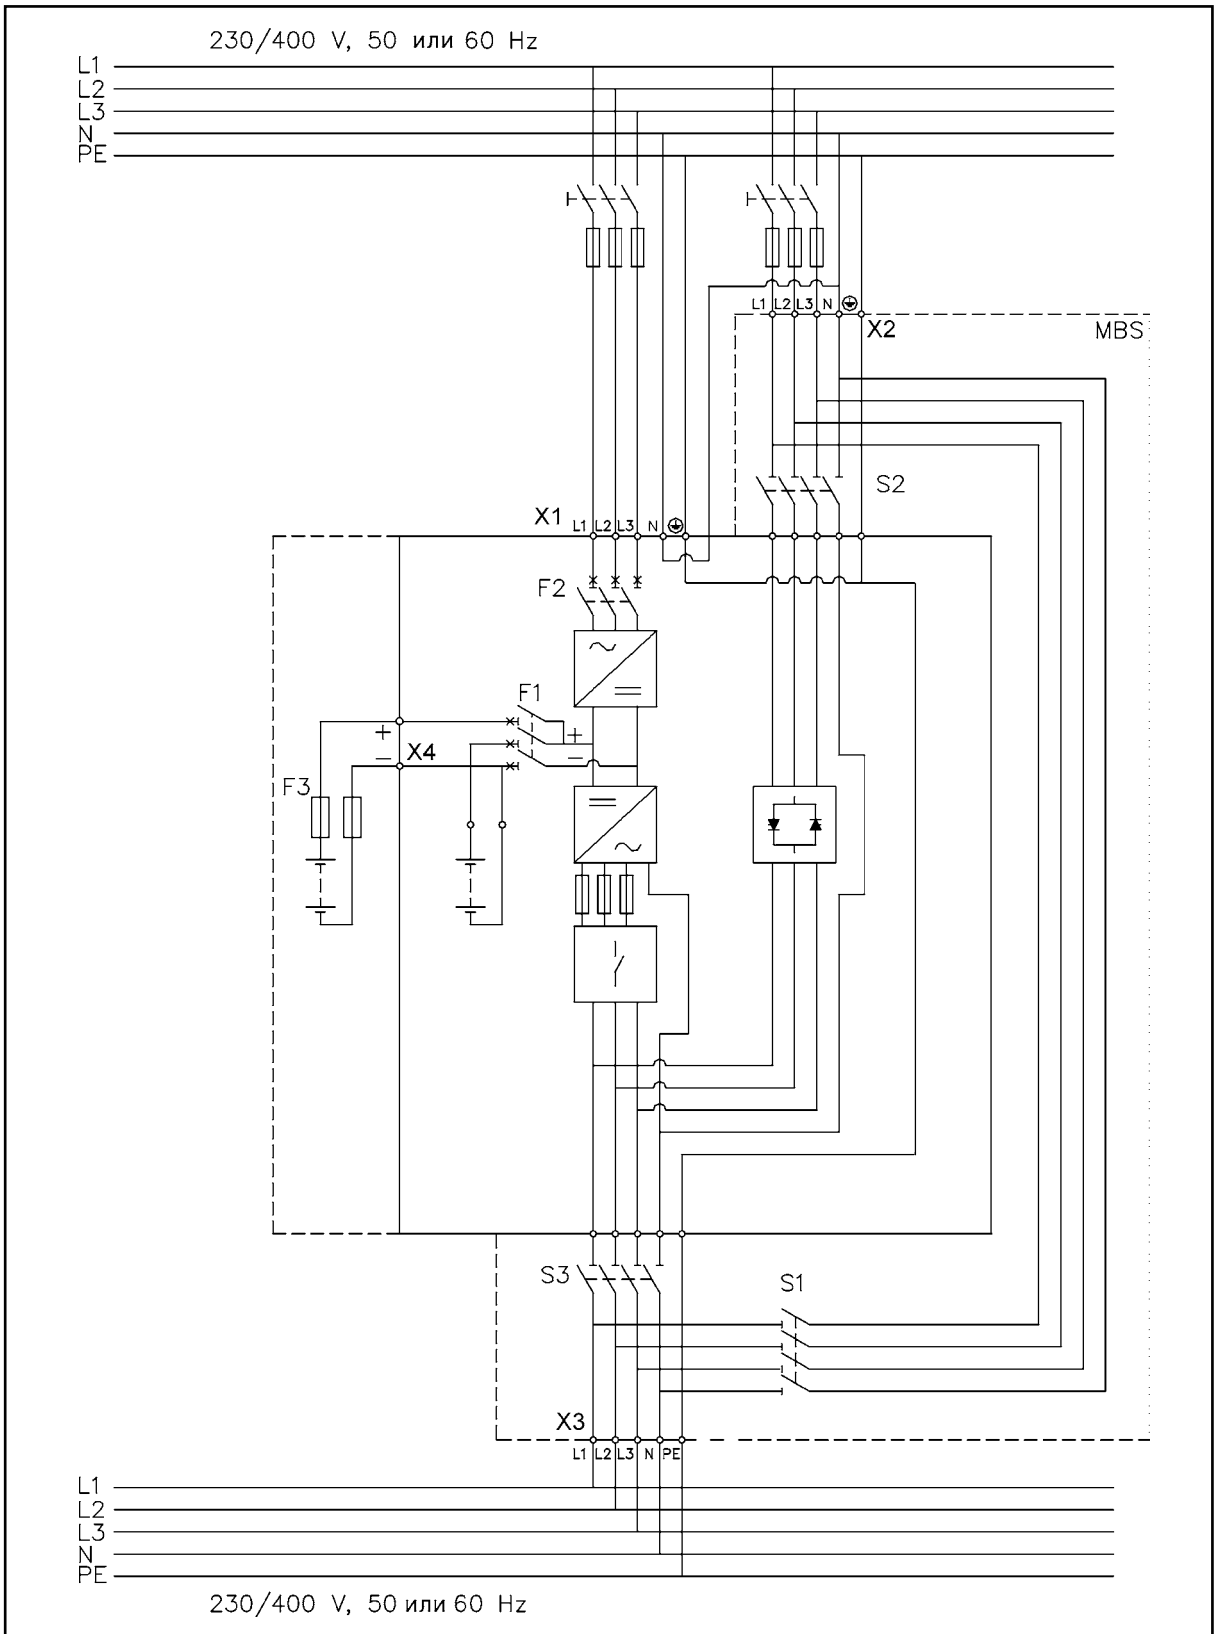 230/400 V, 50 или 60 Hz
L1
L2
L3
N
PE
L1 L2 L3 N
X2
MBS
S2
X1
L1 L2 L3 N
F2
F1
+
+
−
X4
−
F3
S3
S1
X3
L1 L2 L3 N PE
L1
L2
L3
N
PE
230/400 V, 50 или 60 Hz